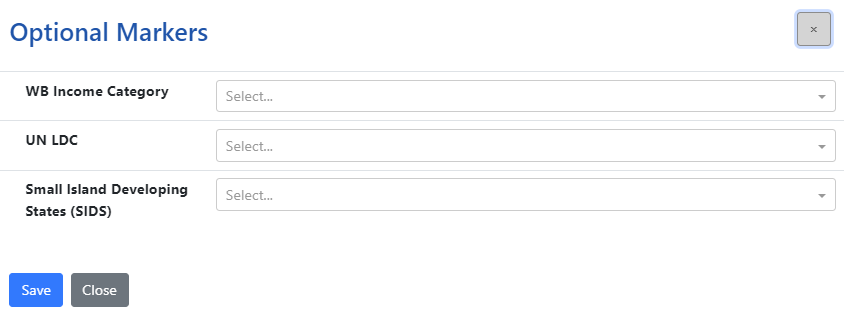 Optional Markers
×
WB Income Category
Select...
UN LDC
Select...
Small Island Developing
States (SIDS)
Select...
Save
Close